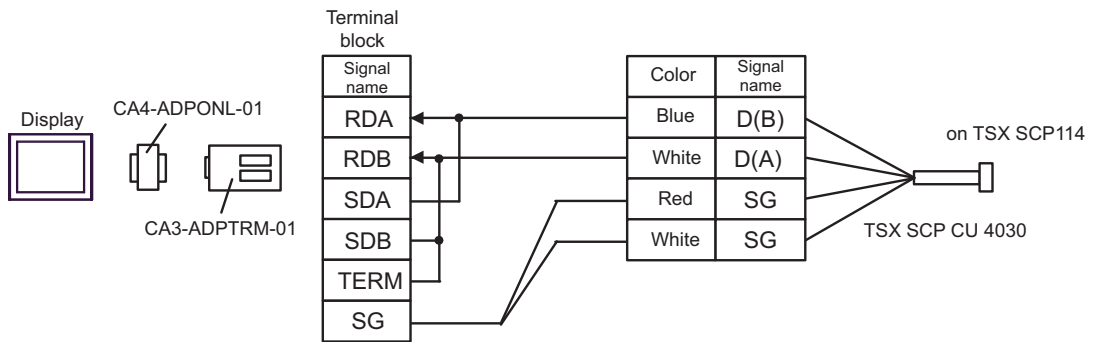 Display
CA4-ADPONL-01
CA3-ADPTRM-01
Terminal
block
Signal
name
RDA
RDB
SDA
SDB
TERM
SG
Color
Signal
name
Blue
D(B)
White
D(A)
Red
SG
White
SG
on TSX SCP114
TSX SCP CU 4030